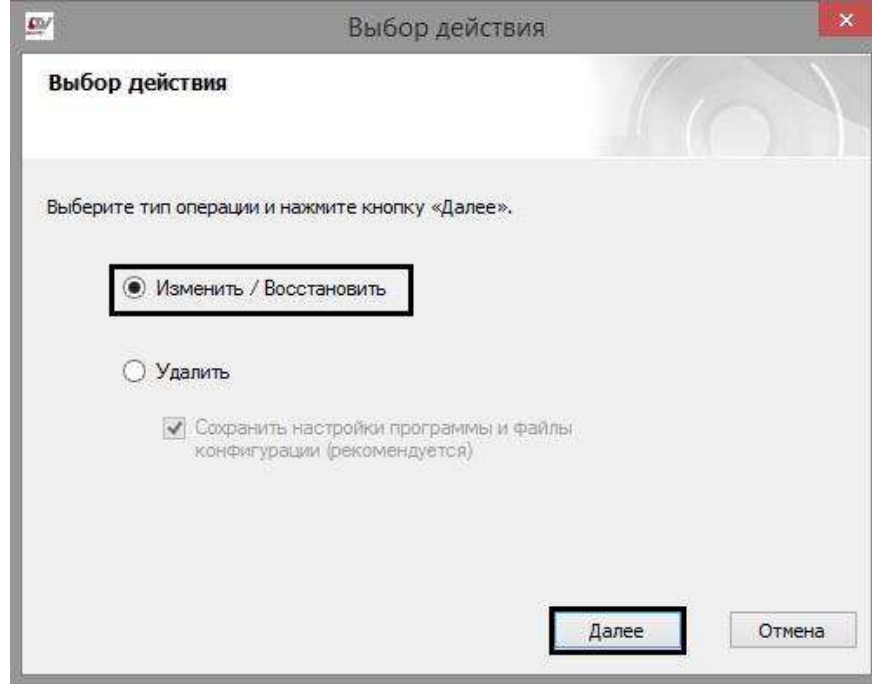 Выбор действия
Выбор действия
Выберите тип операции и нажмите кнопку «Далее».
Изменить / Восстановить
Удалить
Сохранить настройки программы и файлы
конфигурации (рекомендуется)
Далее
Отмена